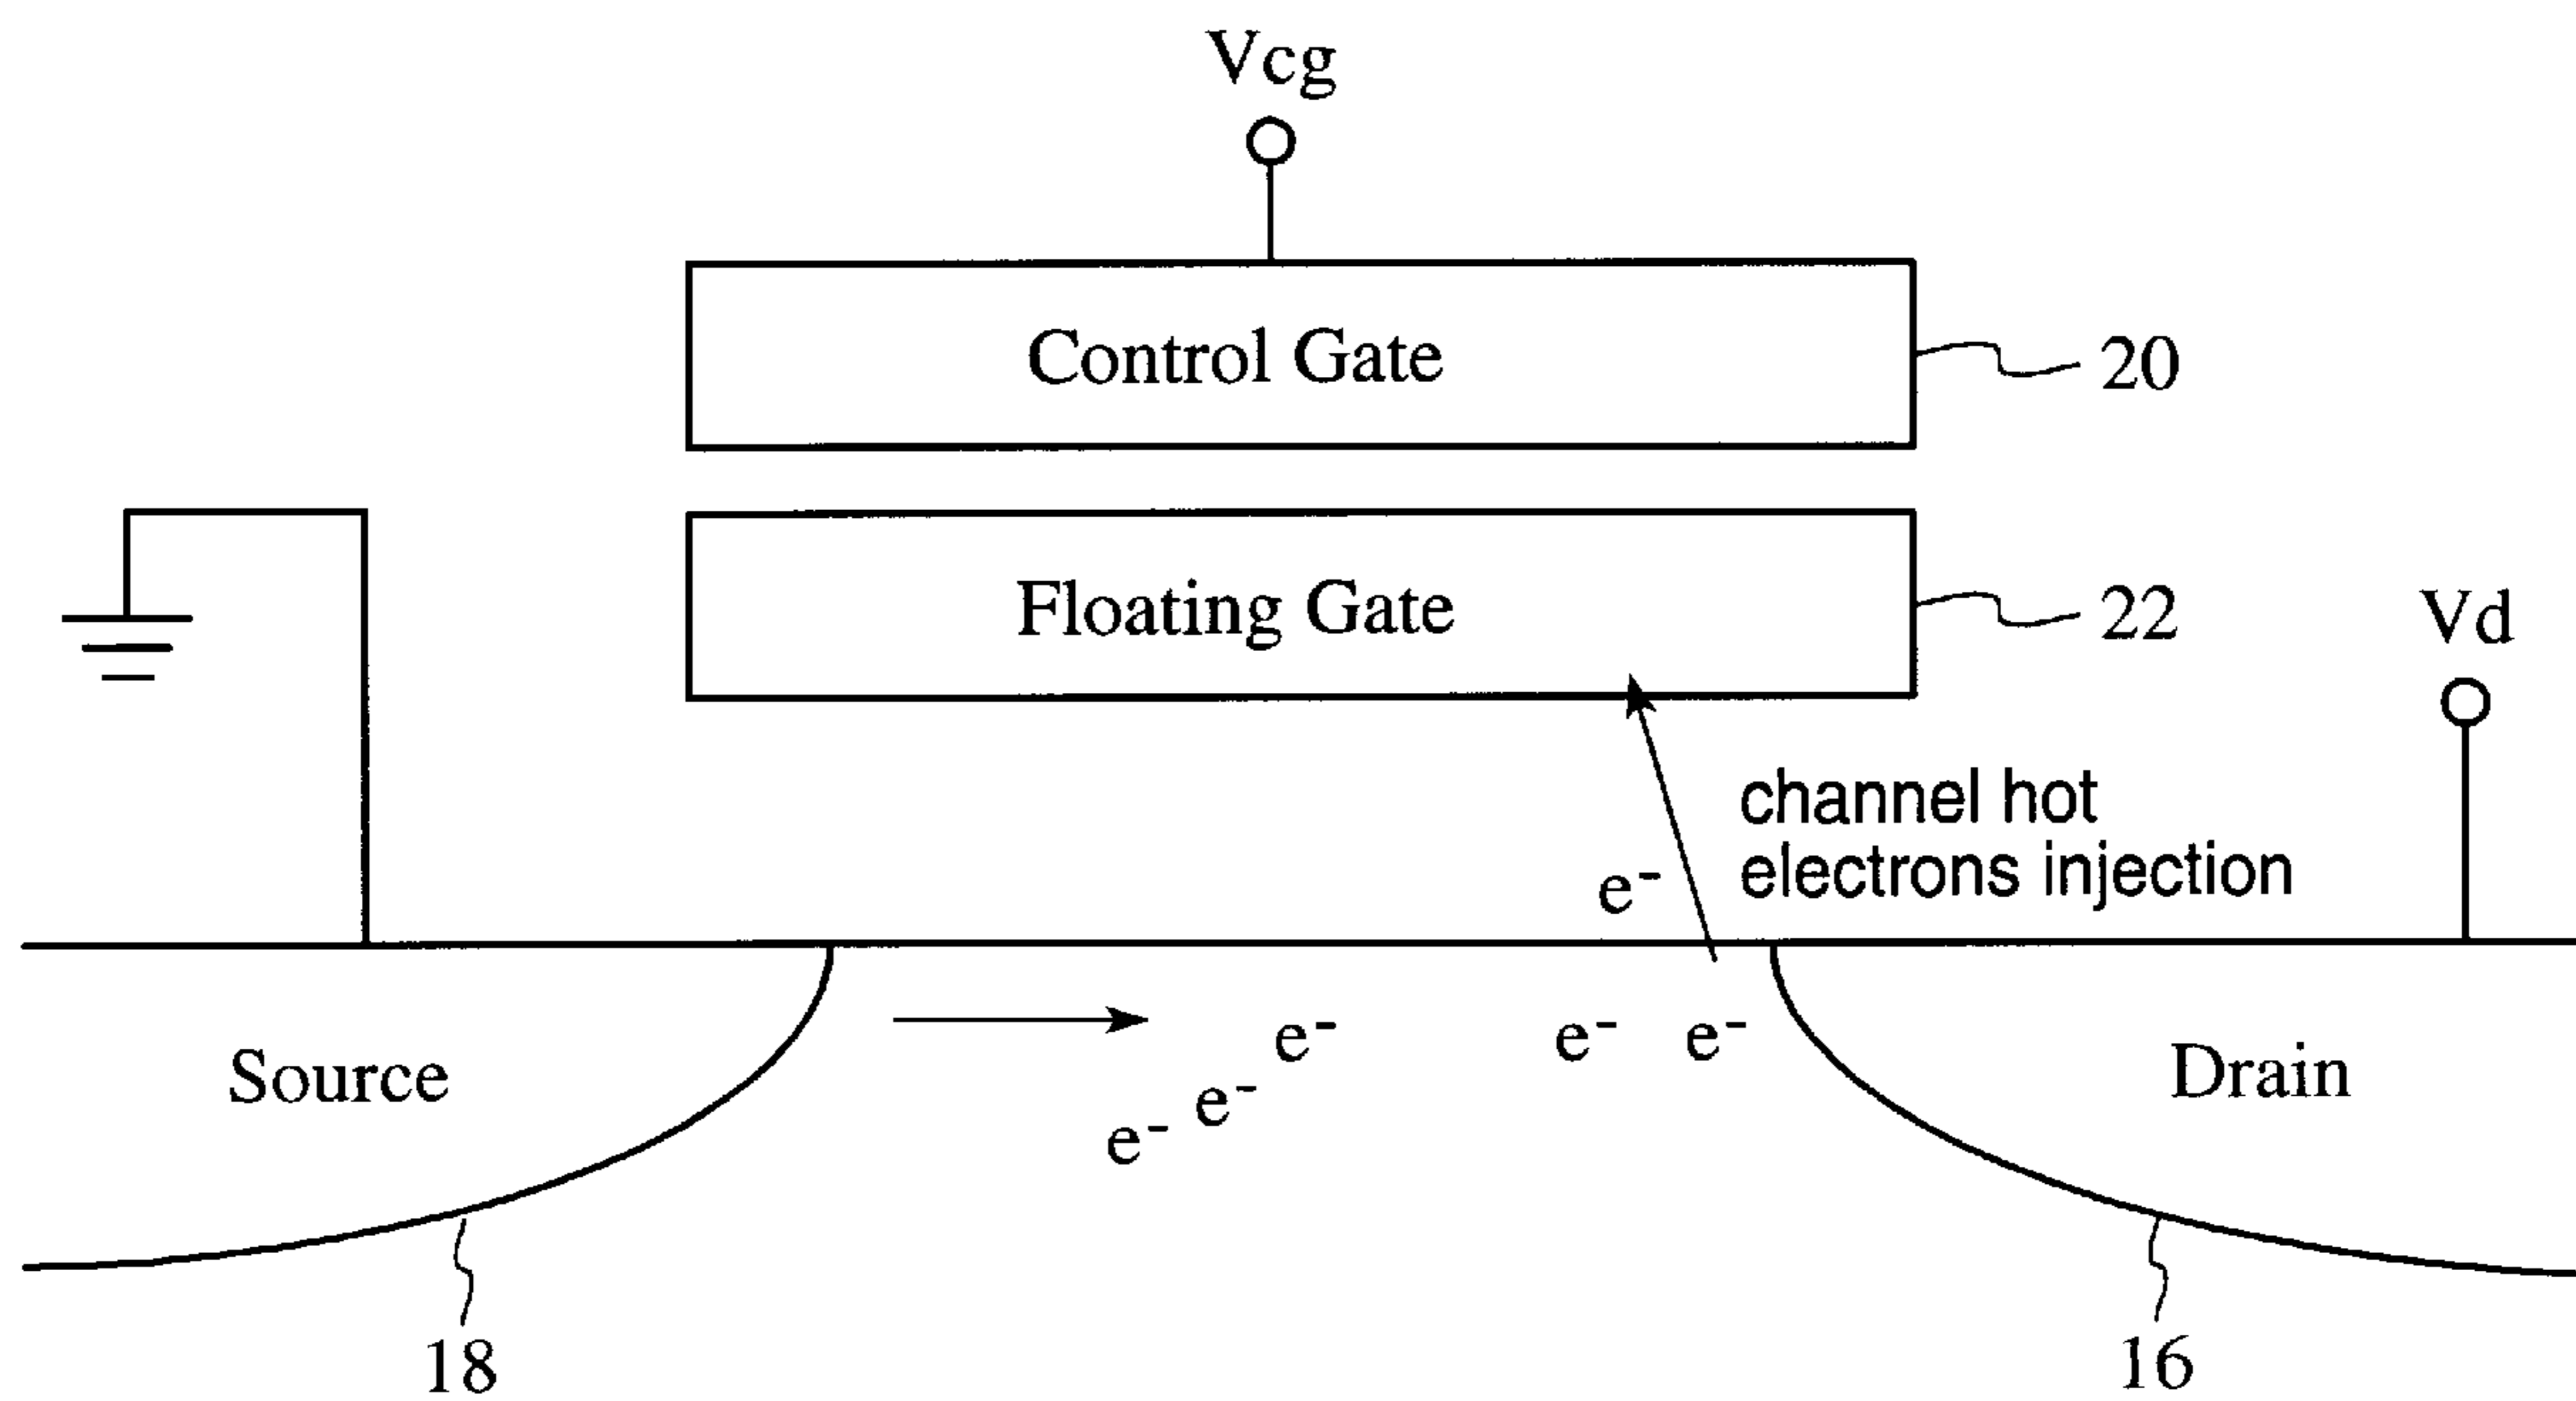 Vcg
Control Gate
20
Floating Gate
22
Vd
channel hot
electrons injection
e-
e- e- e-
Source
Drain
e-
e-
18
16